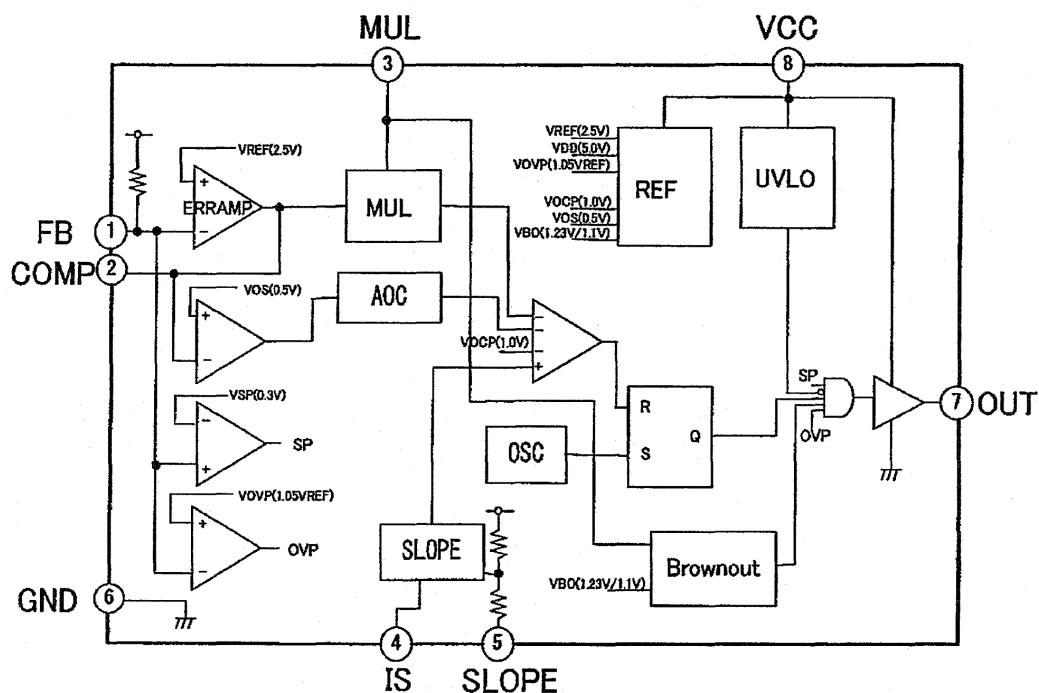 MUL
VCC
3
8
VREF(2.5V)
VREF(2.5V)
VDD(5.0V)
VOVP(1.05VREF)
REF
UVLO
+
ERRAMP
−
MUL
VOCP(1.0V)
VOS(0.5V)
VBO(1.23V/1.1V)
FB
1
COMP
2
VOS(0.5V)
+
−
AOC
−
−
VOCP(1.0V)
−
+
SP
OVP
7
OUT
VSP(0.3V)
−
SP
+
R
Q
S
OSC
VOVP(1.05VREF)
+
OVP
−
SLOPE
Brownout
VBO(1.23V/1.1V)
GND
6
4
5
IS
SLOPE